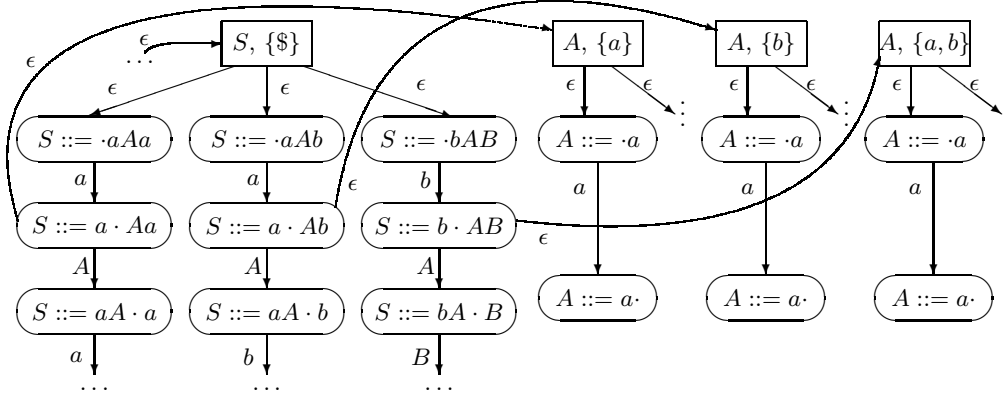 ϵ S, {$} A, {a} A, {b} A, {a, b}
ϵ ...
ϵ ϵ ϵ ϵ ϵ ϵ ϵ ϵ ϵ
: :
S ::= ·aAa S ::= ·aAb S ::= ·bAB A ::= ·a A ::= ·a A ::= ·a
a a b ϵ a a a
S ::= a · Aa S ::= a · Ab S ::= b · AB
A A A ϵ
S ::= aA · a S ::= aA · b S ::= bA · B A ::= a· A ::= a· A ::= a·
a b B
... ... ...